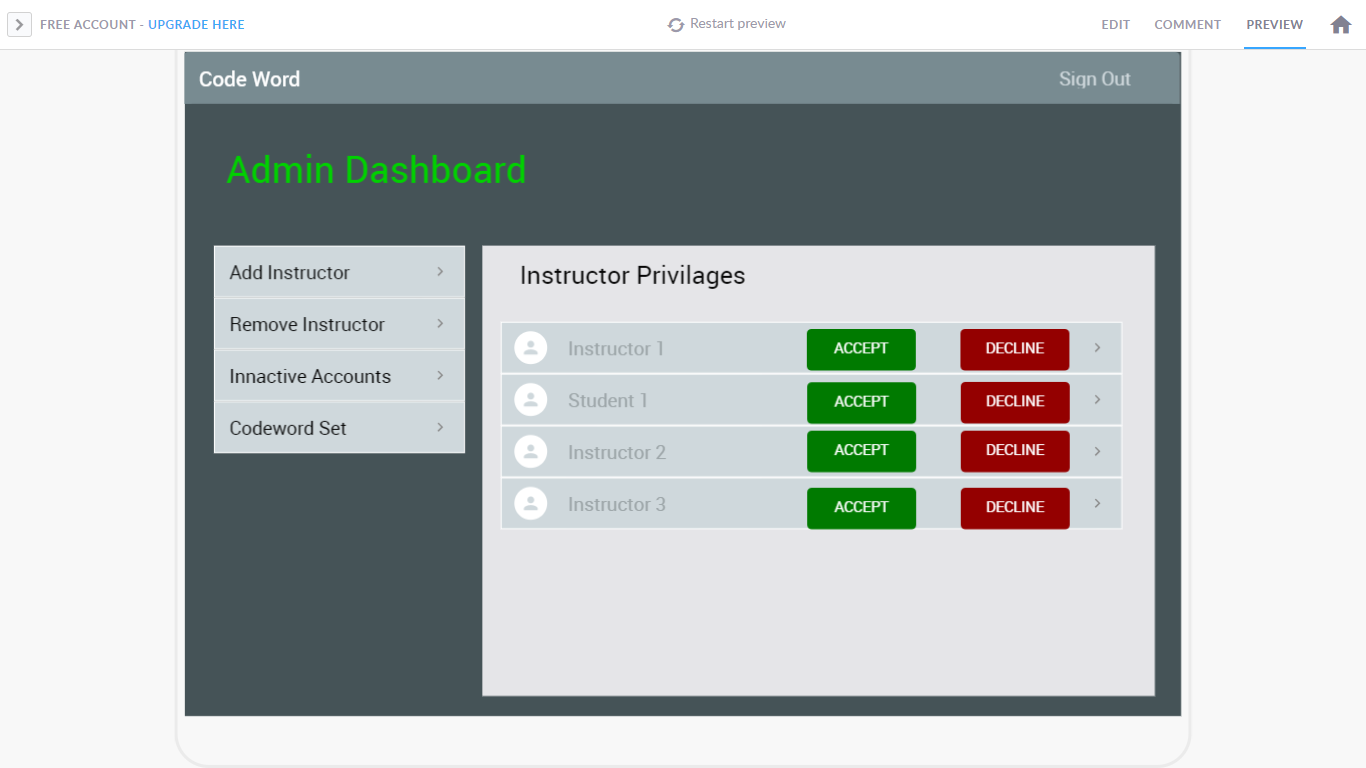 FREE ACCOUNT - UPGRADE HERE
Restart preview
EDIT
COMMENT
PREVIEW
Code Word
Sign Out
Admin Dashboard
Add Instructor
Remove Instructor
Innactive Accounts
Codeword Set
Instructor Privilages
Instructor 1 ACCEPT DECLINE
Student 1 ACCEPT DECLINE
Instructor 2 ACCEPT DECLINE
Instructor 3 ACCEPT DECLINE